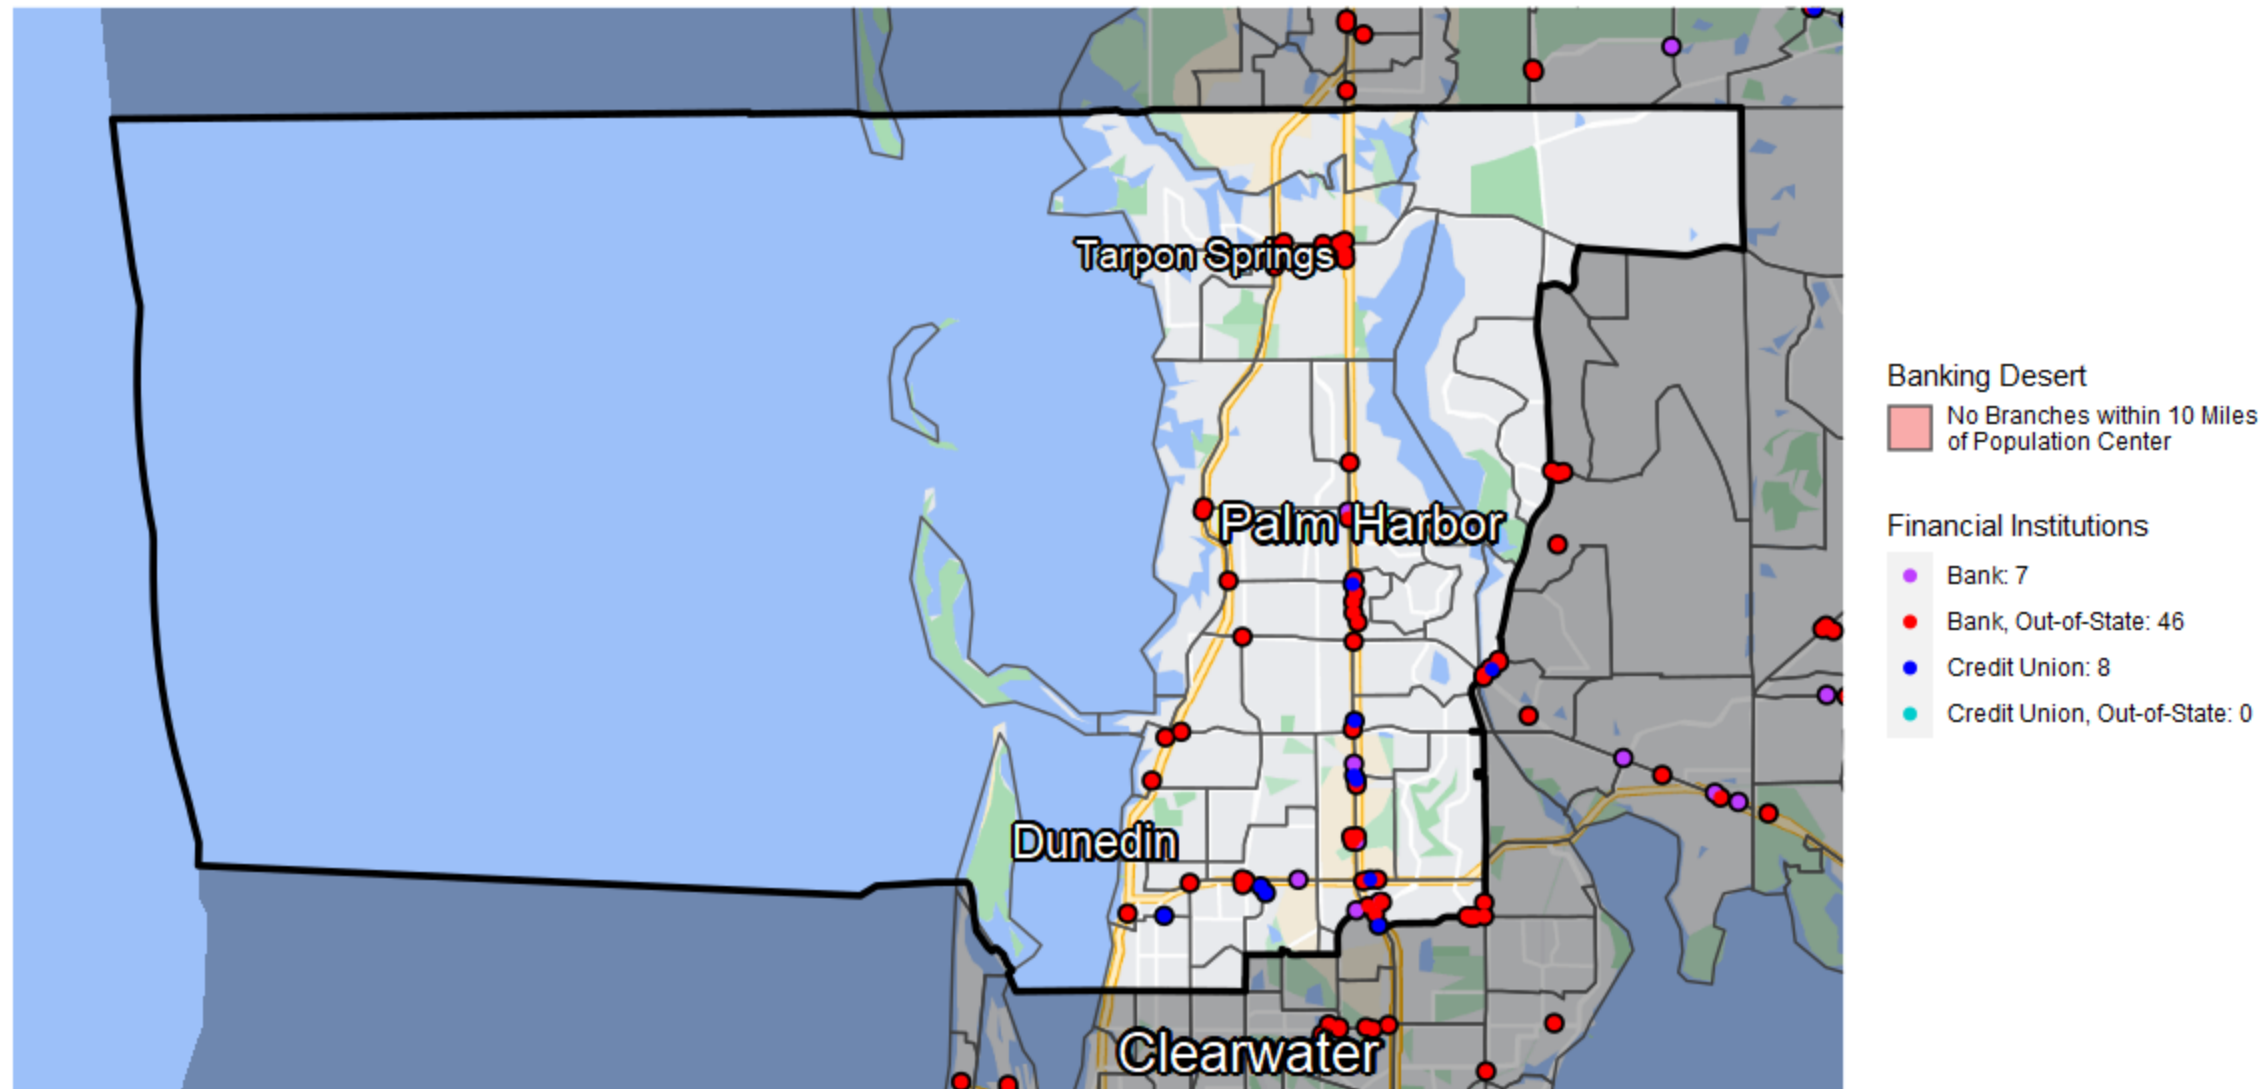 Tarpon Springs
Palm Harbor
Dunedin
Clearwater
Banking Desert
No Branches within 10 Miles
of Population Center
Financial Institutions
Bank: 7
Bank, Out-of-State: 46
Credit Union: 8
Credit Union, Out-of-State: 0